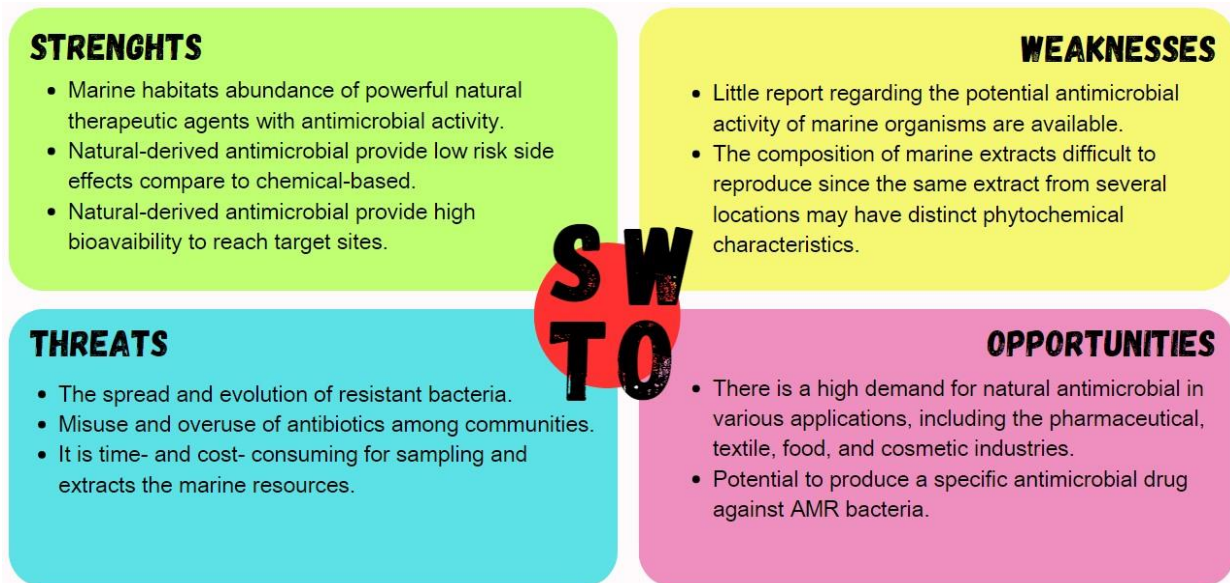 STRENGHTS
• Marine habitats abundance of powerful natural
therapeutic agents with antimicrobial activity.
• Natural-derived antimicrobial provide low risk side
effects compare to chemical-based.
• Natural-derived antimicrobial provide high
bioavaibility to reach target sites.
WEAKNESSES
• Little report regarding the potential antimicrobial
activity of marine organisms are available.
• The composition of marine extracts difficult to
reproduce since the same extract from several
locations may have distinct phytochemical
characteristics.
S W
T O
THREATS
• The spread and evolution of resistant bacteria.
• Misuse and overuse of antibiotics among communities.
• It is time- and cost- consuming for sampling and
extracts the marine resources.
OPPORTUNITIES
• There is a high demand for natural antimicrobial in
various applications, including the pharmaceutical,
textile, food, and cosmetic industries.
• Potential to produce a specific antimicrobial drug
against AMR bacteria.